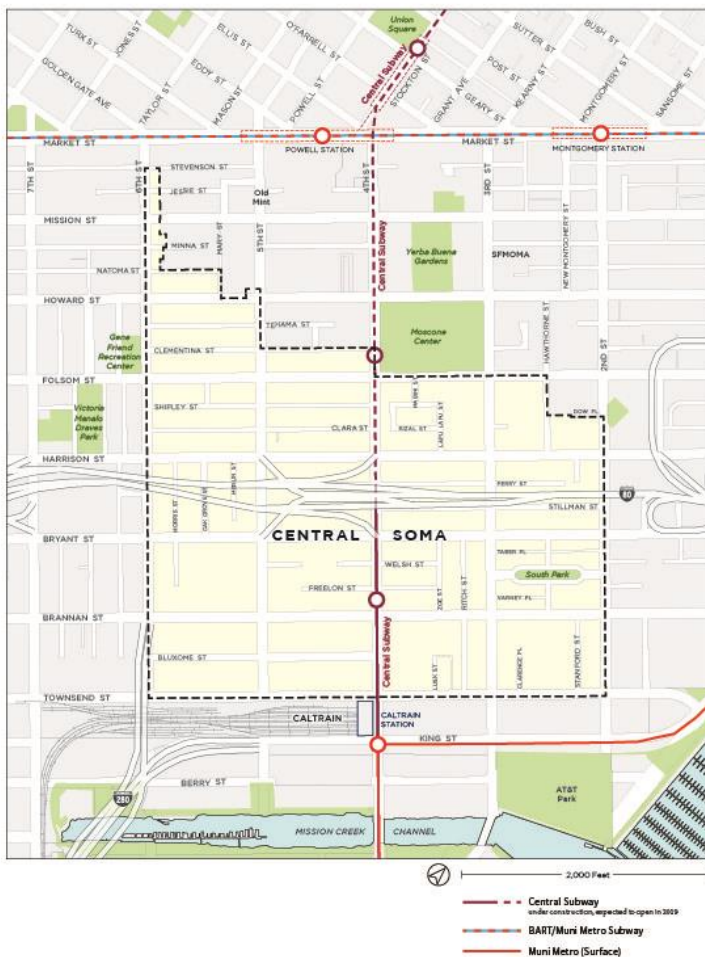 Union
Square
TURK ST
JONES ST
ELLIS ST
O'FARRELL ST
SUTTER ST
BUSH ST
GOLDEN GATE AVE
TAYLOR ST
EDDY ST
MASON ST
POWELL ST
Central Subway
STOCKTON ST
GRANT AVE
POST ST
GEARY ST
KEARNY ST
MONTGOMERY ST
SANSOME ST
MARKET ST
POWELL STATION
MARKET ST
MONTGOMERY STATION
7TH ST
6TH ST
STEVENSON ST
JESSIE ST
Old
Mint
4TH ST
3RD ST
MISSION ST
MARY ST
5TH ST
MINNA ST
NATOMA ST
Central Subway
Yerba Buena
Gardens
SFMOMA
NEW MONTGOMERY ST
HOWARD ST
TEHAMA ST
Moscone
Center
HAWTHORNE ST
2ND ST
Gene
Friend
Recreation
Center
CLEMENTINA ST
FOLSOM ST
Victoria
Manalo
Draves
Park
SHIPLEY ST
CLARA ST
RIZAL ST
LAPU LAPU ST
DOW PL
HARRISON ST
MERLIN ST
OAK GROVE ST
MORRIS ST
PERRY ST
80
STILLMAN ST
BRYANT ST
CENTRAL SOMA
WELSH ST
TABER PL
FREELON ST
ZOE ST
RITCH ST
South Park
VARNEY PL
BRANNAN ST
BLUXOME ST
Central Subway
LUSK ST
CLARENCE PL
STANFORD ST
TOWNSEND ST
CALTRAIN
CALTRAIN
STATION
KING ST
280
BERRY ST
AT&T
Park
MISSION CREEK CHANNEL
2,000 Feet
Central Subway
under construction, expected to open in 2019
BART/Muni Metro Subway
Muni Metro (Surface)